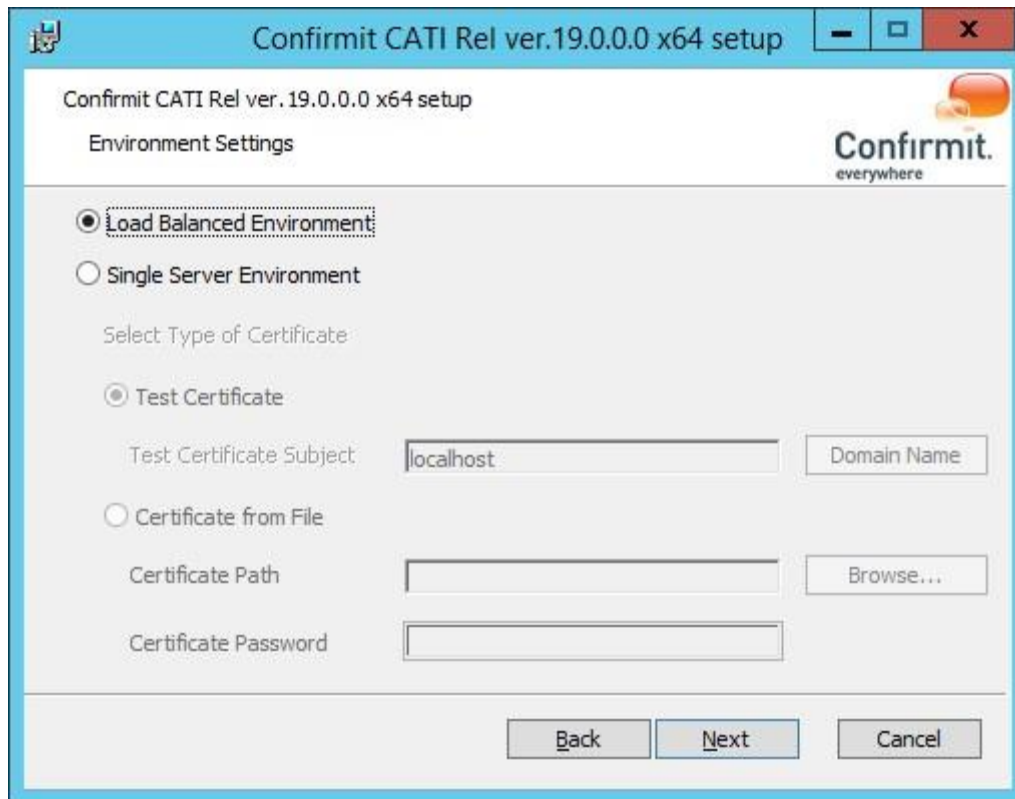 Confirmit CATI Rel ver.19.0.0.0 x64 setup
Confirmit CATI Rel ver. 19.0.0.0 x64 setup
Environment Settings
Confirmit.
everywhere
Load Balanced Environment
Single Server Environment
Select Type of Certificate
Test Certificate
Test Certificate Subject localhost Domain Name
Certificate from File
Certificate Path Browse...
Certificate Password
Back Next Cancel